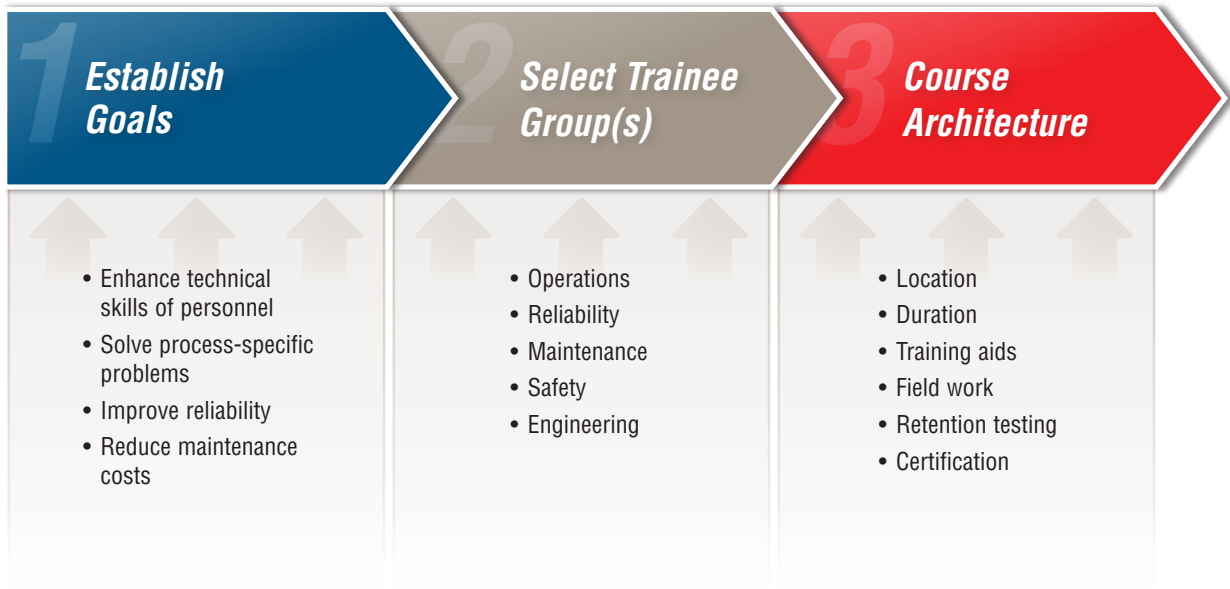 1
Establish
Goals
2
Select Trainee
Group(s)
3
Course
Architecture
• Enhance technical
skills of personnel
• Solve process-specific
problems
• Improve reliability
• Reduce maintenance
costs
• Operations
• Reliability
• Maintenance
• Safety
• Engineering
• Location
• Duration
• Training aids
• Field work
• Retention testing
• Certification